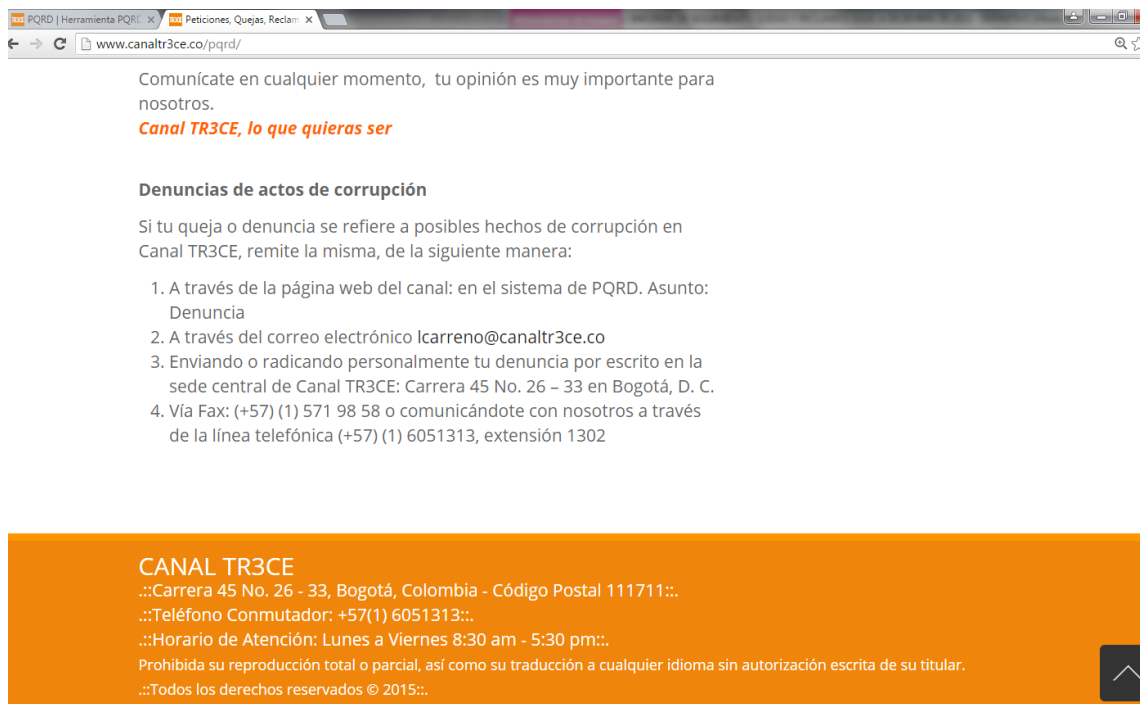 PQRD | Herramienta PQRD
Peticiones, Quejas, Reclam
www.canaltr3ce.co/pqrd/
Comunícate en cualquier momento, tu opinión es muy importante para
nosotros.
Canal TR3CE, lo que quieras ser
Denuncias de actos de corrupción
Si tu queja o denuncia se refiere a posibles hechos de corrupción en
Canal TR3CE, remite la misma, de la siguiente manera:
1. A través de la página web del canal: en el sistema de PQRD. Asunto:
Denuncia
2. A través del correo electrónico lcarreno@canaltr3ce.co
3. Enviando o radicando personalmente tu denuncia por escrito en la
sede central de Canal TR3CE: Carrera 45 No. 26 – 33 en Bogotá, D. C.
4. Vía Fax: (+57) (1) 571 98 58 o comunicándote con nosotros a través
de la línea telefónica (+57) (1) 6051313, extensión 1302
CANAL TR3CE
.::Carrera 45 No. 26 - 33, Bogotá, Colombia - Código Postal 111711::.
.::Teléfono Conmutador: +57(1) 6051313::.
.::Horario de Atención: Lunes a Viernes 8:30 am - 5:30 pm::.
Prohibida su reproducción total o parcial, así como su traducción a cualquier idioma sin autorización escrita de su titular.
.::Todos los derechos reservados © 2015::.